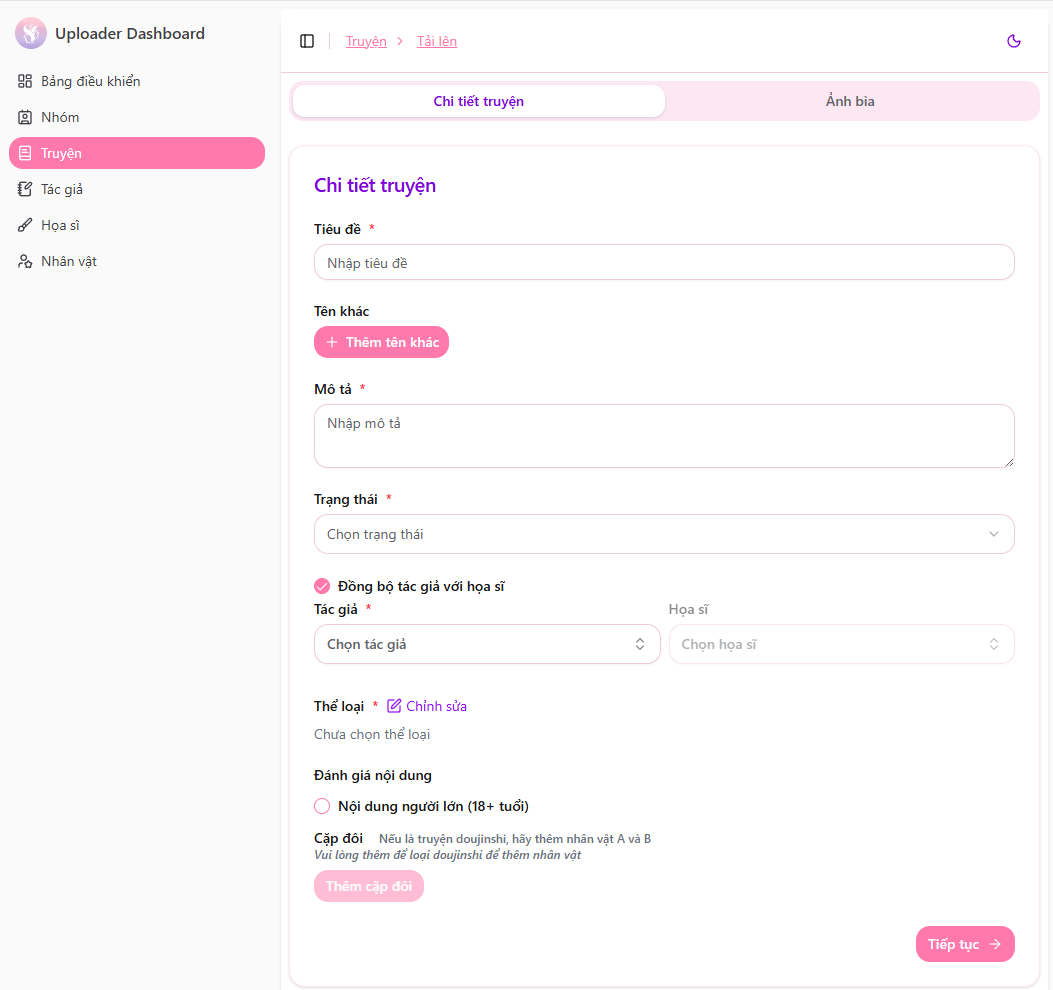 Uploader Dashboard
Bảng điều khiển
Nhóm
Truyện
Tác giả
Họa sĩ
Nhân vật
Truyện > Tải lên
Chi tiết truyện
Ảnh bìa
Chi tiết truyện
Tiêu đề *
Nhập tiêu đề
Tên khác
+ Thêm tên khác
Mô tả *
Nhập mô tả
Trạng thái *
Chọn trạng thái
Đồng bộ tác giả với họa sĩ
Tác giả * Họa sĩ
Chọn tác giả Chọn họa sĩ
Thể loại * Chỉnh sửa
Chưa chọn thể loại
Đánh giá nội dung
Nội dung người lớn (18+ tuổi)
Cặp đôi Nếu là truyện doujinshi, hãy thêm nhân vật A và B
Vui lòng thêm để loại doujinshi để thêm nhân vật
Thêm cặp đôi
Tiếp tục →